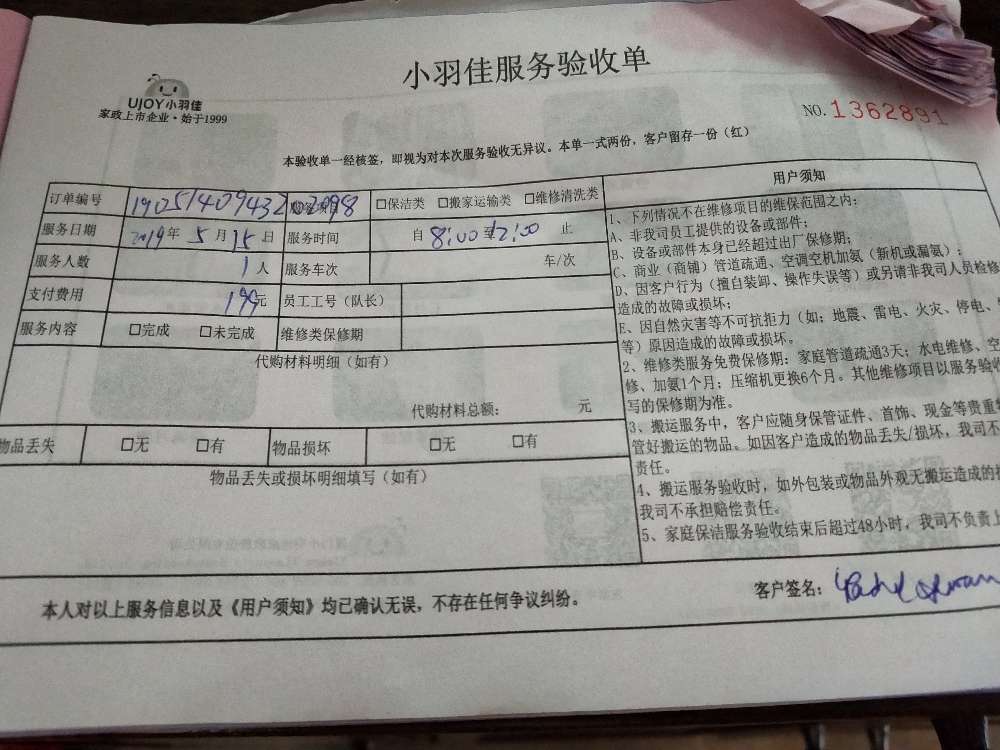 小羽佳服务验收单
UJOY小羽佳
家政上市企业·始于1999
NO. 1362891
本验收单一经核签，即视为对本次服务验收无异议。本单一式两份，客户留存一份（红）
订单编号 □保洁类 □搬家运输类 □维修清洗类
服务日期 2019年 5月 15日 服务时间 自 8:00 至12:00 止
服务人数 1人 服务车次 车/次
支付费用 199元 员工工号（队长）
服务内容 □完成 □未完成 维修类保修期
代购材料明细（如有）
代购材料总额： 元
物品丢失 □无 □有 物品损坏 □无 □有
物品丢失或损坏明细填写（如有）
用户须知
1、下列情况不在维修项目的维保范围之内：
A、非我司员工提供的设备或部件；
B、设备或部件本身已经超过出厂保修期；
C、商业（商铺）管道疏通、空调空机加氨（新机或漏氨）；
D、因客户行为（擅自装卸、操作失误等）或另请非我司人员检修
造成的故障或损坏；
E、因自然灾害等不可抗拒力（如：地震、雷电、火灾、停电、
等）原因造成的故障或损坏。
2、维修类服务免费保修期：家庭管道疏通3天；水电维修、空
修、加氨1个月；压缩机更换6个月。其他维修项目以服务验收
写的保修期为准。
3、搬运服务中，客户应随身保管证件、首饰、现金等贵重
管好搬运的物品。如因客户造成的物品丢失/损坏，我司不
责任。
4、搬运服务验收时，如外包装或物品外观无搬运造成的
我司不承担赔偿责任。
5、家庭保洁服务验收结束后超过48小时，我司不负责上
本人对以上服务信息以及《用户须知》均已确认无误，不存在任何争议纠纷。
客户签名：